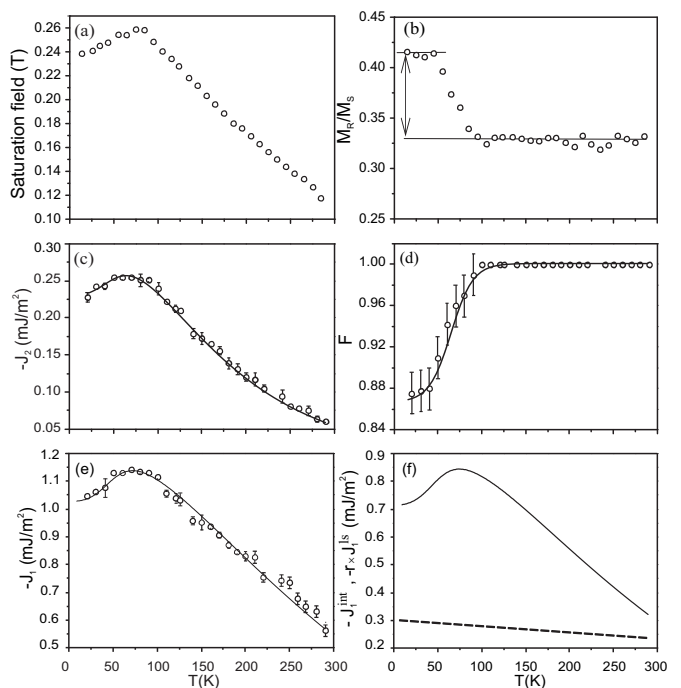 (a)
Saturation field (T)
0.28
0.26
0.24
0.22
0.20
0.18
0.16
0.14
0.12
0.10
(b)
M_R/M_S
0.45
0.40
0.35
0.30
0.25
(c)
-J_2 (mJ/m²)
0.30
0.25
0.20
0.15
0.10
0.05
(d)
F
1.00
0.96
0.92
0.88
0.84
(e)
-J_1 (mJ/m²)
1.2
1.1
1.0
0.9
0.8
0.7
0.6
0.5
0 50 100 150 200 250 300
T(K)
(f)
- J_1^int , -r×J_1^ls (mJ/m²)
0.9
0.8
0.7
0.6
0.5
0.4
0.3
0.2
0 50 100 150 200 250 300
T(K)